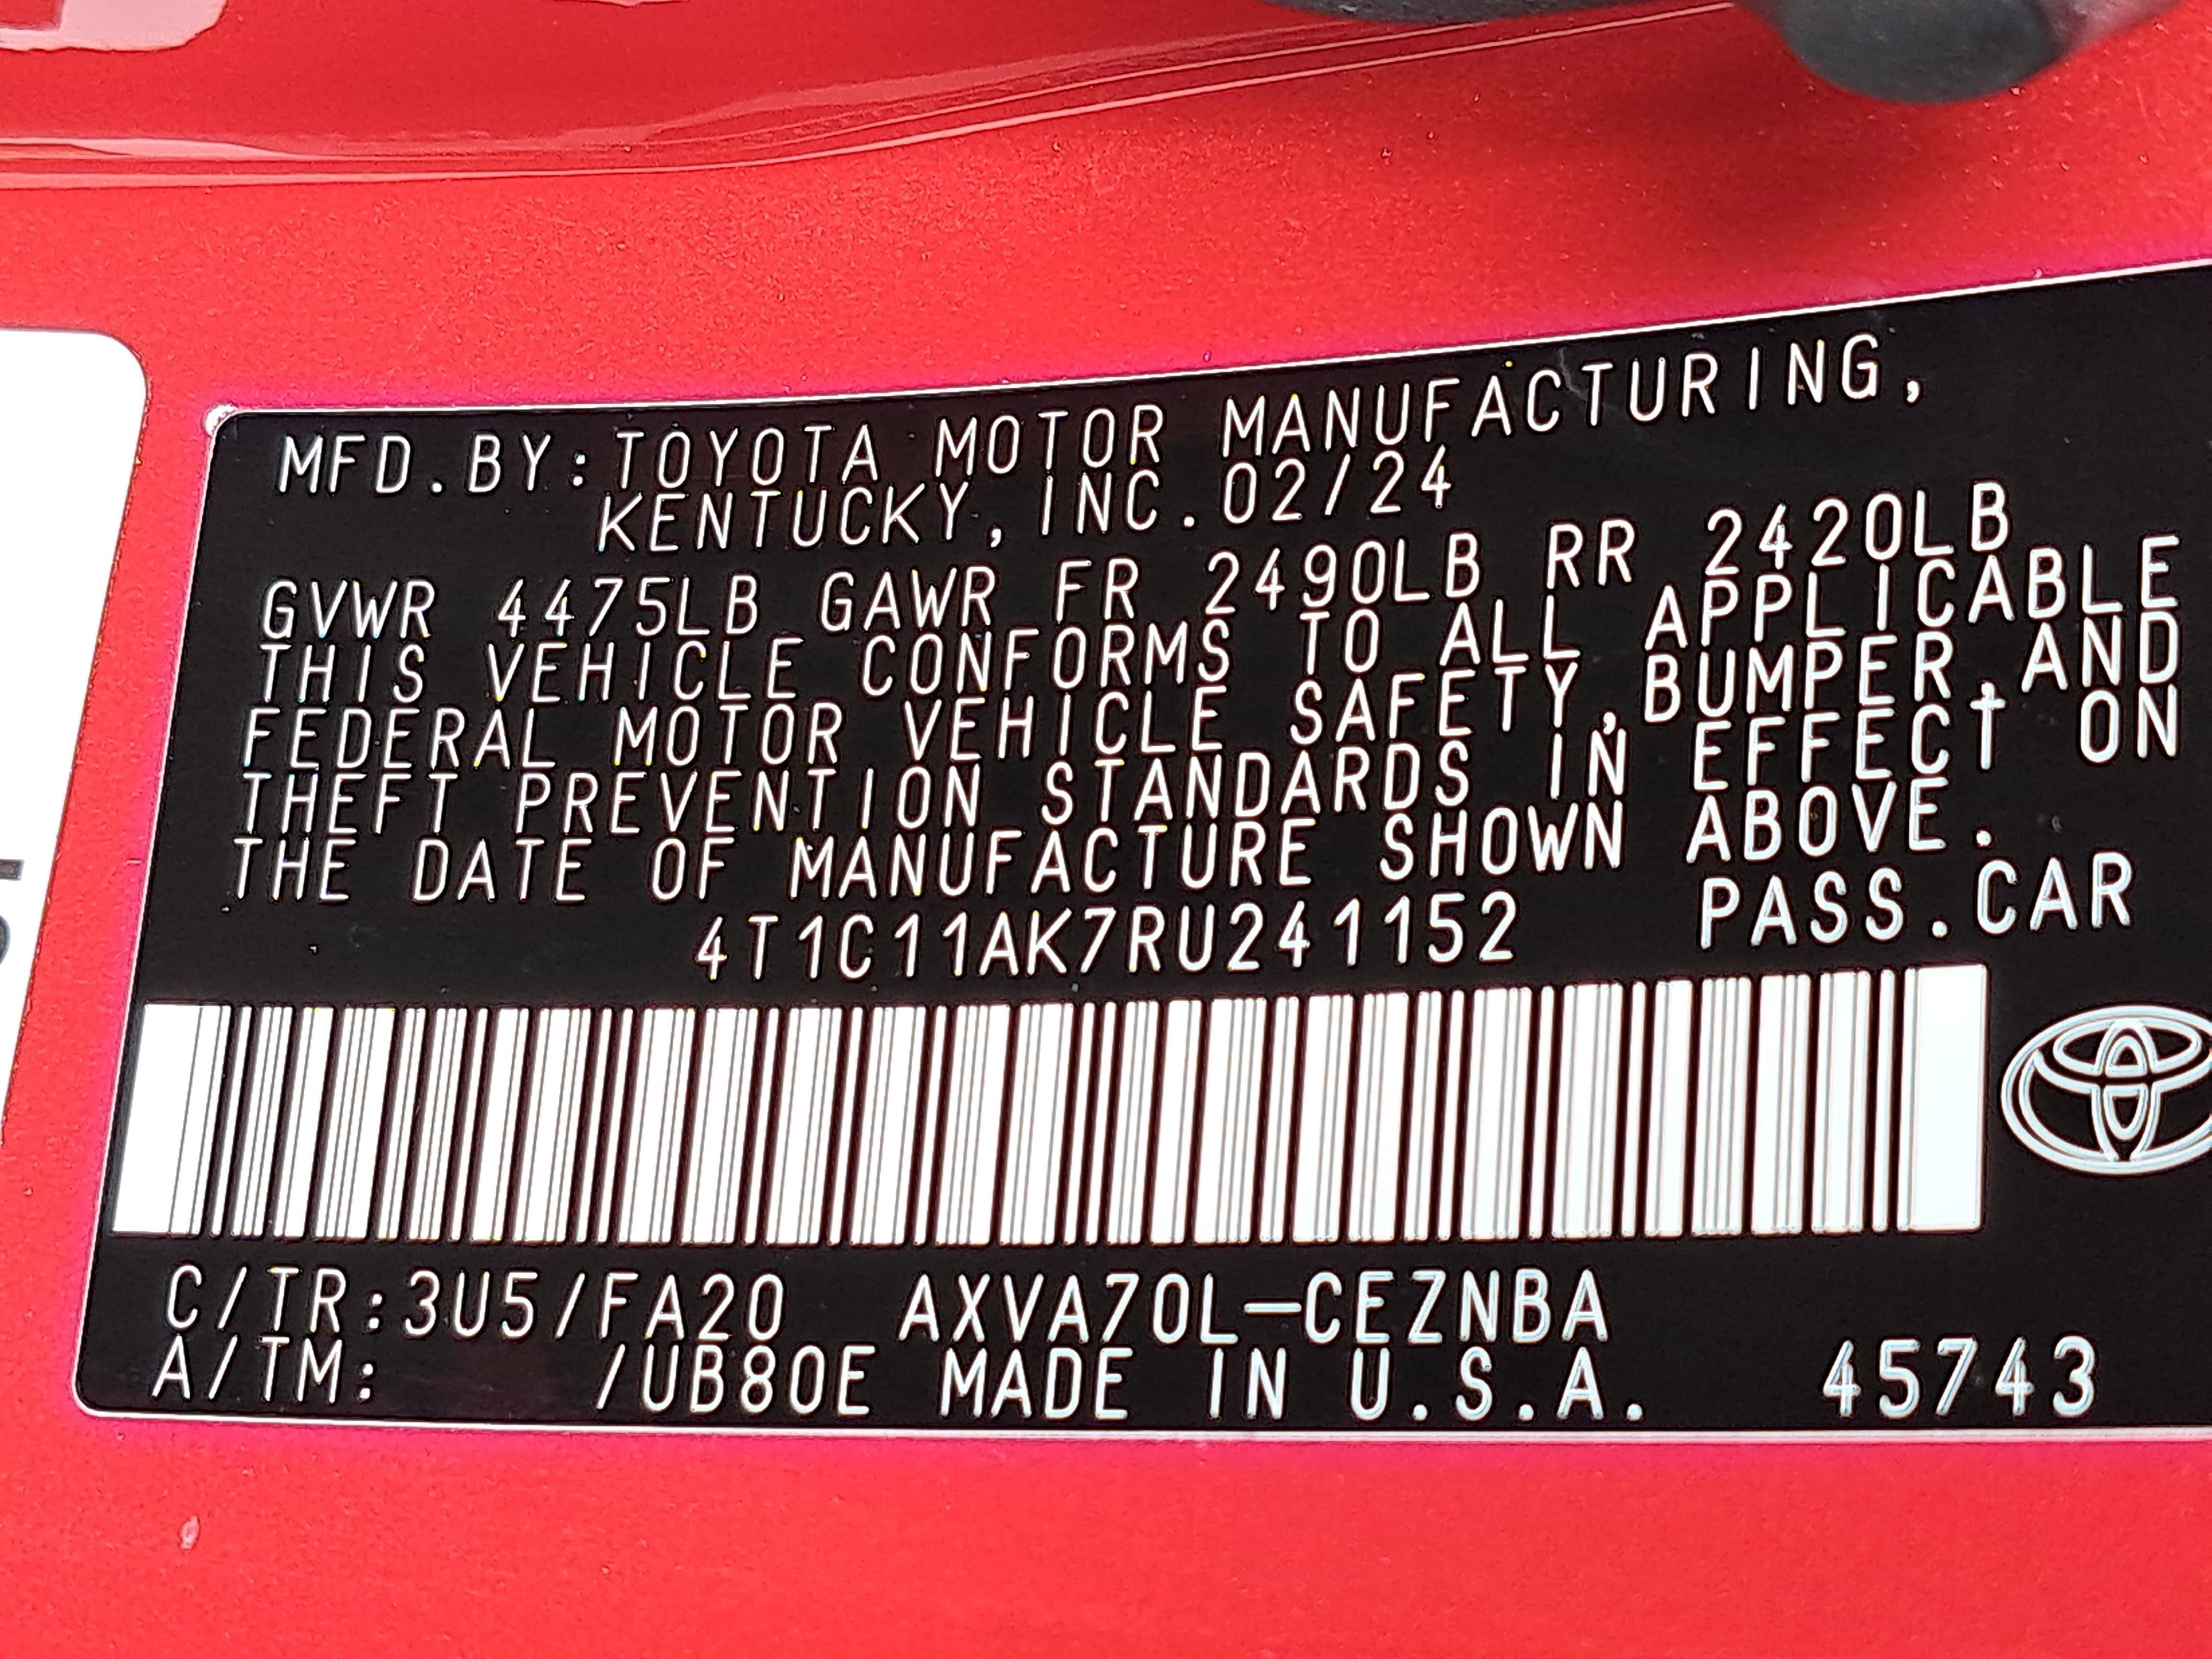 MFD.BY:TOYOTA MOTOR MANUFACTURING,
KENTUCKY, INC.02/24
GVWR 4475LB GAWR FR 2490LB RR 2420LB
THIS VEHICLE CONFORMS TO ALL APPLICABLE
FEDERAL MOTOR VEHICLE SAFETY,BUMPER,AND
THEFT PREVENTION STANDARDS IN EFFECT ON
THE DATE OF MANUFACTURE SHOWN ABOVE.
4T1C11AK7RU241152 PASS.CAR
C/TR:3U5/FA20 AXVA70L-CEZNBA
A/TM: /UB80E MADE IN U.S.A. 45743